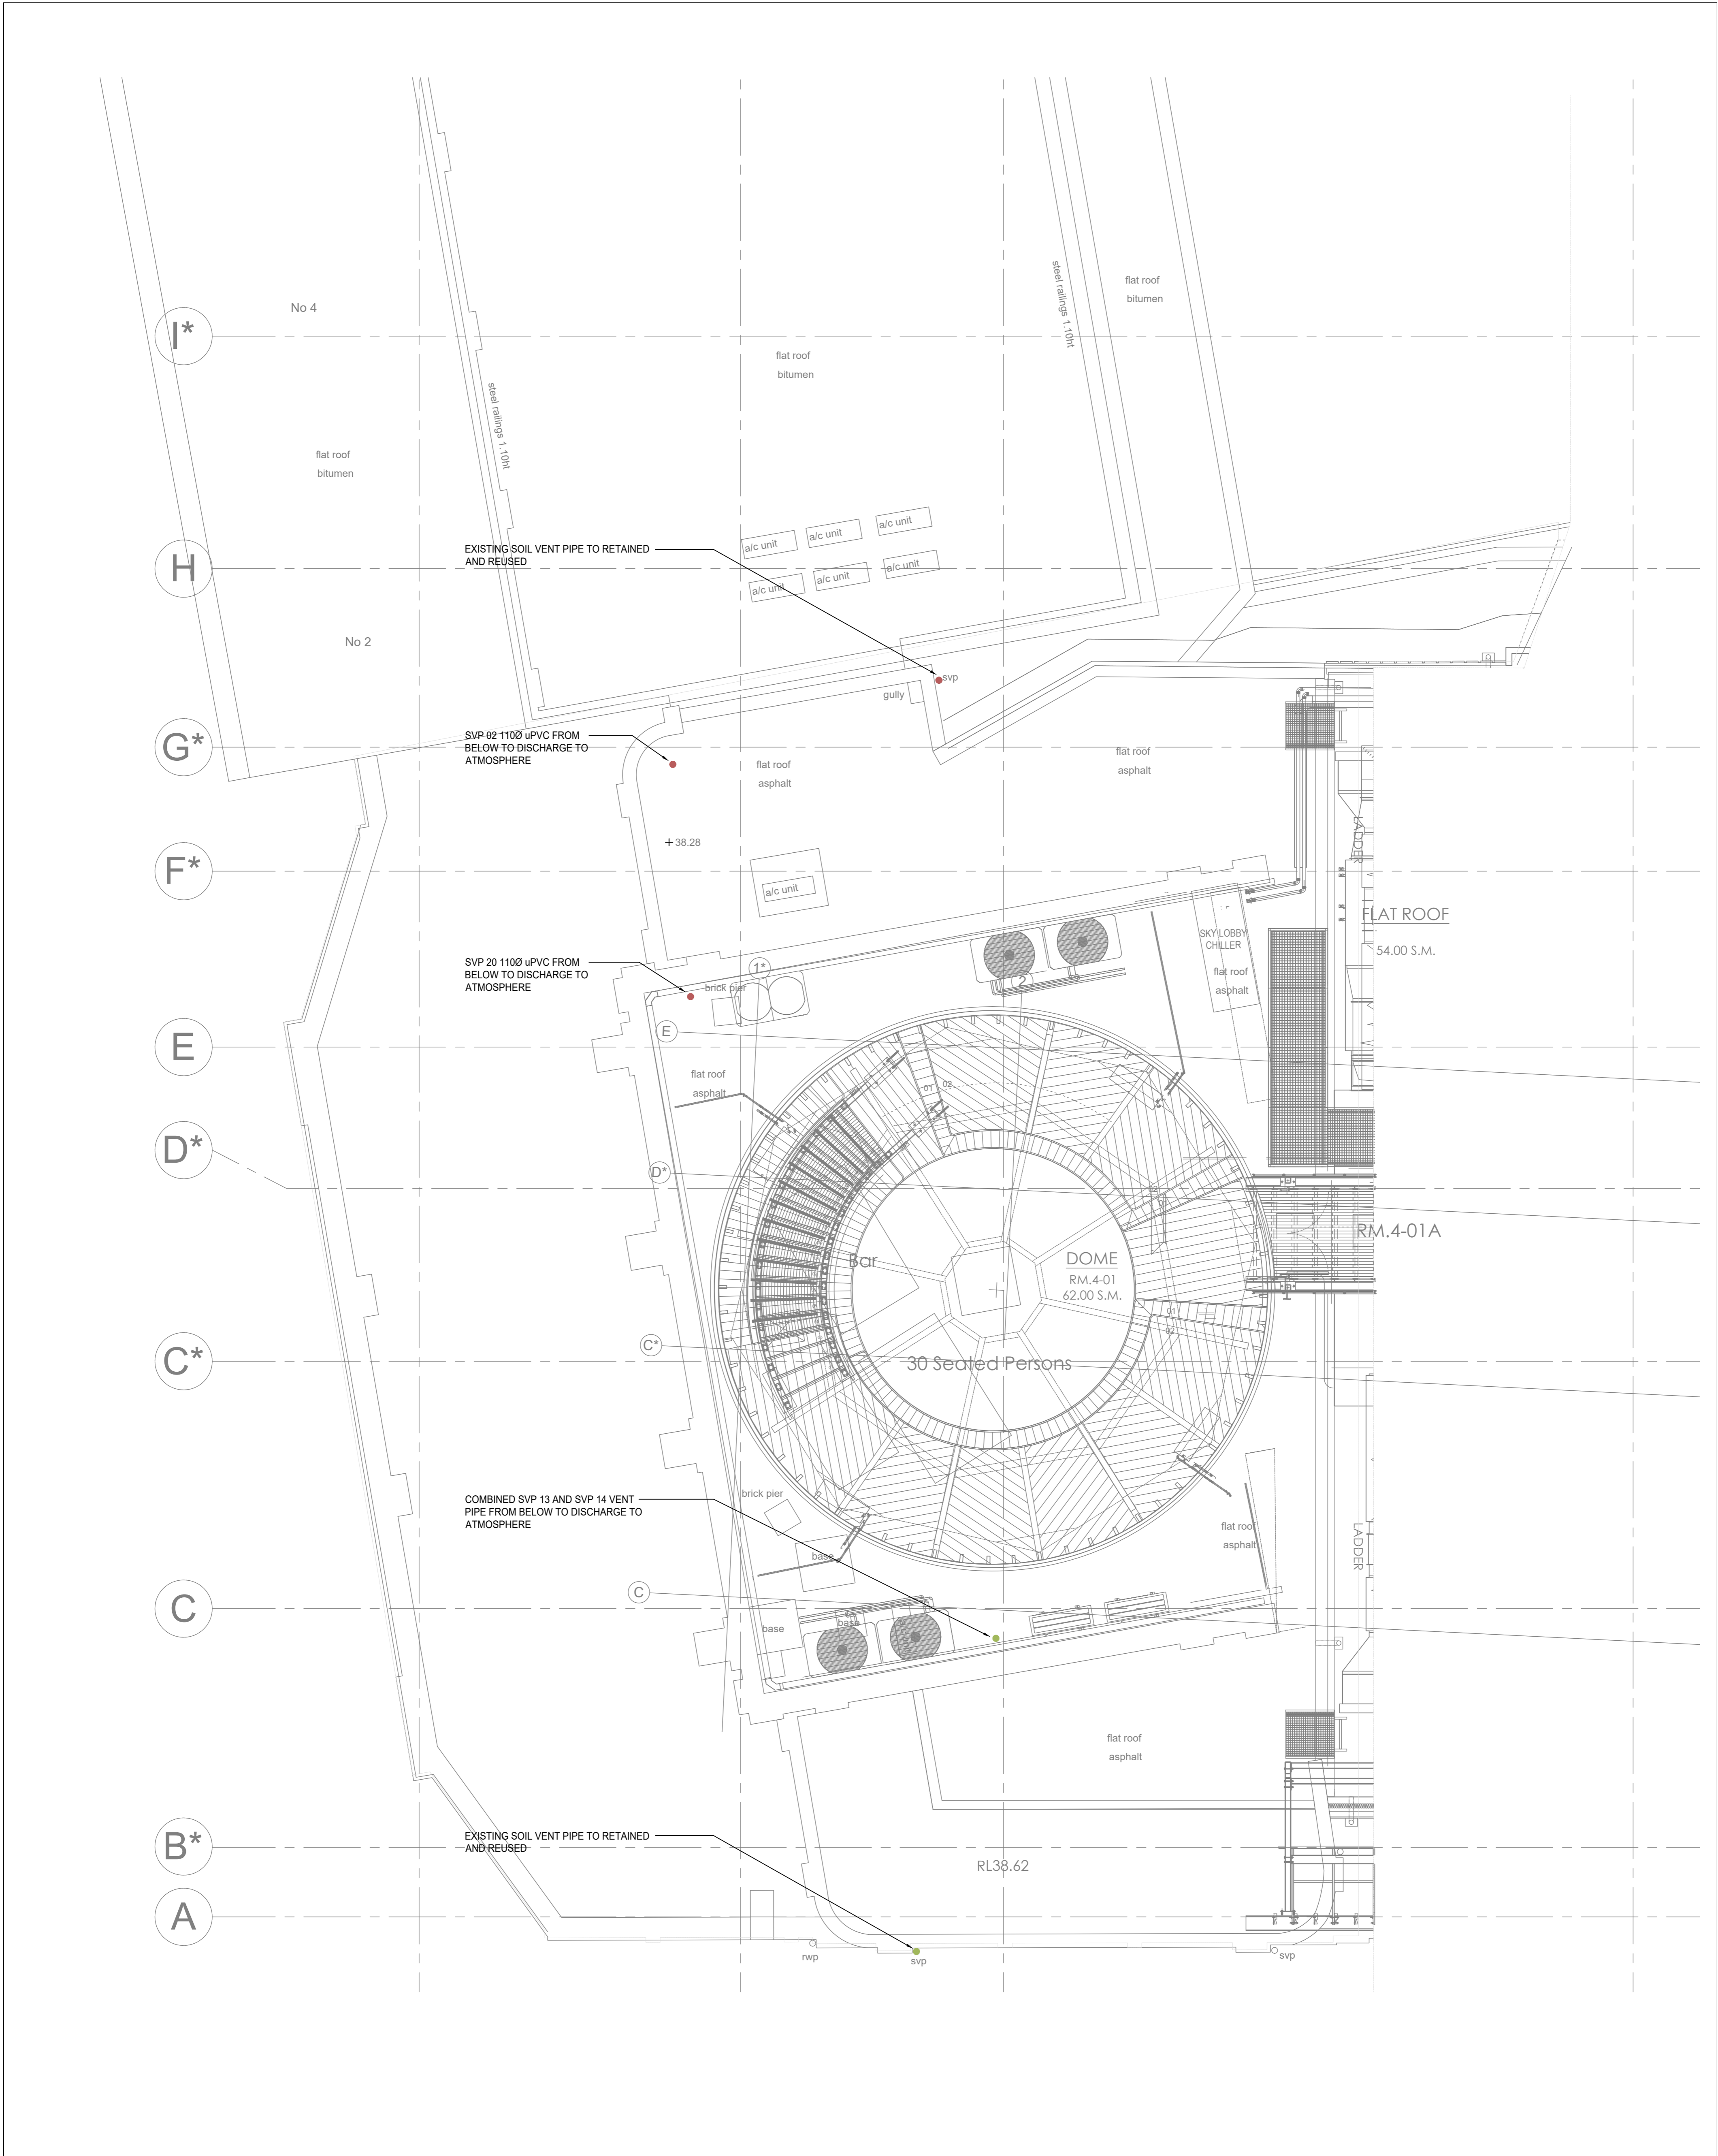 No 4
I*
flat roof
bitumen
steel railings 1.10ht
flat roof
bitumen
steel railings 1.10ht
flat roof
bitumen
a/c unit
a/c unit
a/c unit
a/c unit
a/c unit
a/c unit
EXISTING SOIL VENT PIPE TO RETAINED
AND REUSED
H
No 2
svp
gully
G*
SVP 02 110Ø uPVC FROM
BELOW TO DISCHARGE TO
ATMOSPHERE
flat roof
asphalt
flat roof
asphalt
38.28
LADDER
F*
a/c unit
FLAT ROOF
54.00 S.M.
SKY LOBBY
CHILLER
flat roof
asphalt
SVP 20 110Ø uPVC FROM
BELOW TO DISCHARGE TO
ATMOSPHERE
1*
brick pier
2
E
E
flat roof
asphalt
01
02
D*
D*
RM.4-01A
Bar
DOME
RM.4-01
62.00 S.M.
01
02
C*
C*
30 Seated Persons
COMBINED SVP 13 AND SVP 14 VENT
PIPE FROM BELOW TO DISCHARGE TO
ATMOSPHERE
brick pier
flat roof
asphalt
LADDER
base
C
C
base
base
flat roof
asphalt
B*
EXISTING SOIL VENT PIPE TO RETAINED
AND REUSED
RL38.62
A
rwp
svp
svp